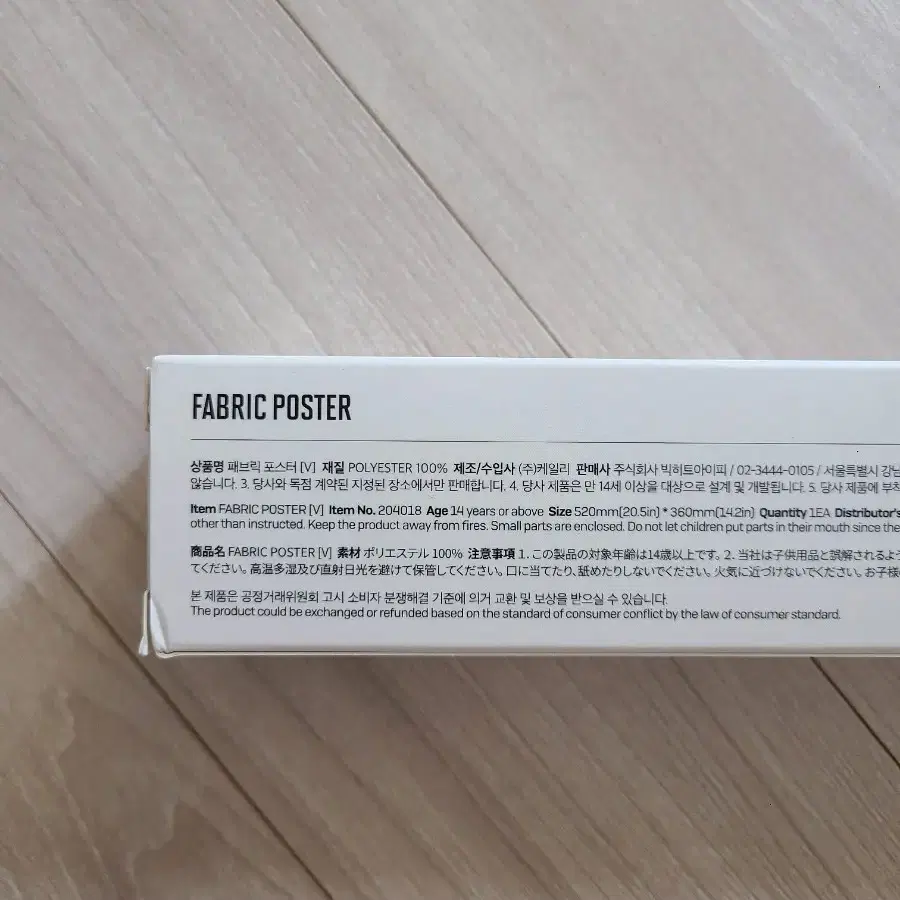 FABRIC POSTER
상품명 패브릭 포스터 [V] 재질 POLYESTER 100% 제조/수입사 (주)케일리 판매사 주식회사 빅히트아이피 / 02-3444-0105 / 서울특별시 강남
않습니다. 3. 당사와 독점 계약된 지정된 장소에서만 판매합니다. 4. 당사 제품은 만 14세 이상을 대상으로 설계 및 개발됩니다. 5. 당사 제품에 부착
Item FABRIC POSTER [V] Item No. 204018 Age 14 years or above Size 520mm(20.5in) * 360mm(14.2in) Quantity 1EA Distributor's
other than instructed. Keep the product away from fires. Small parts are enclosed. Do not let children put parts in their mouth since the
商品名 FABRIC POSTER [V] 素材 ポリエステル 100% 注意事項 1. この製品の対象年齢は14歳以上です。 2. 当社は子供用品と誤解されるよう
てください。高温多湿及び直射日光を避けて保管してください。口に当てたり、舐めたりしないでください。火気に近づけないでください。お子様
본 제품은 공정거래위원회 고시 소비자 분쟁해결 기준에 의거 교환 및 보상을 받으실 수 있습니다.
The product could be exchanged or refunded based on the standard of consumer conflict by the law of consumer standard.